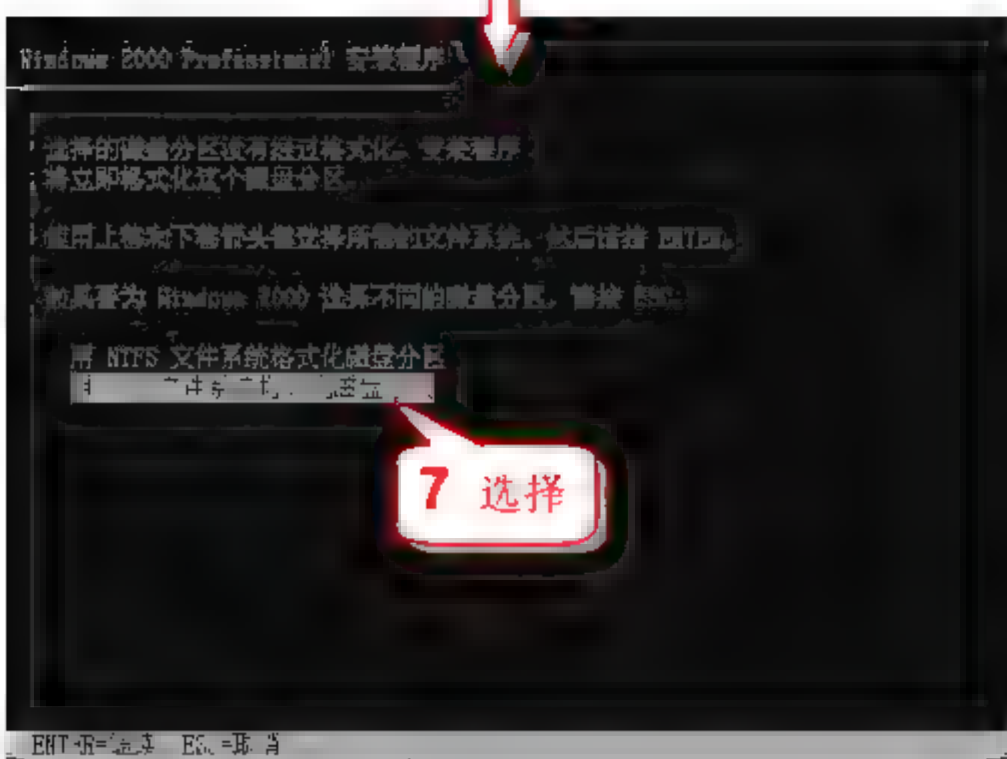 Windows 2000 Professional 安装程序
选择的磁盘分区没有经过格式化。安装程序
将立即格式化这个磁盘分区。
使用上移和下移箭头键选择所需的文件系统，然后请按 ENTER。
如果要为 Windows 2000 选择不同的磁盘分区，请按 ESC。
用 NTFS 文件系统格式化磁盘分区
7 选择
ENTER=选择 ESC=取消